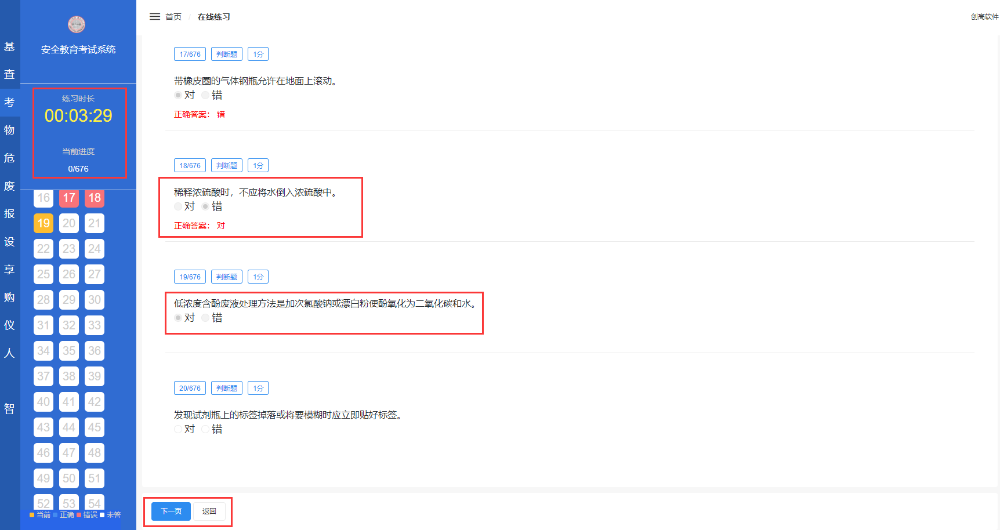 基
查
考
物
危
废
报
设
享
购
仪
人
智
安全教育考试系统
练习时长
00:03:29
当前进度
0/676
16 17 18
19 20 21
22 23 24
25 26 27
28 29 30
31 32 33
34 35 36
37 38 39
40 41 42
43 44 45
46 47 48
49 50 51
52 53 54
当前 正确 错误 未答
首页 / 在线练习
创高软件
17/676 判断题 1分
带橡皮圈的气体钢瓶允许在地面上滚动。
对 错
正确答案： 错
18/676 判断题 1分
稀释浓硫酸时，不应将水倒入浓硫酸中。
对 错
正确答案： 对
19/676 判断题 1分
低浓度含酚废液处理方法是加次氯酸钠或漂白粉使酚氧化为二氧化碳和水。
对 错
20/676 判断题 1分
发现试剂瓶上的标签掉落或将要模糊时应立即贴好标签。
对 错
下一页 返回